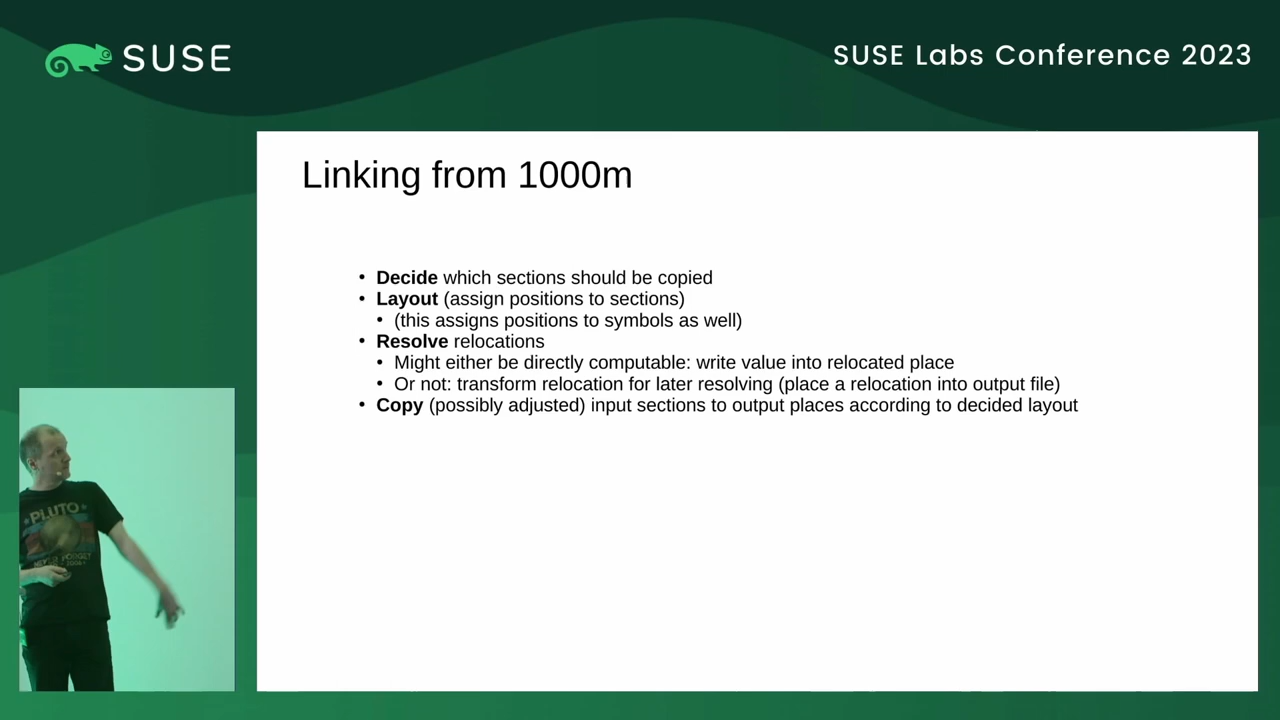 SUSE
SUSE Labs Conference 2023
Linking from 1000m
• Decide which sections should be copied
• Layout (assign positions to sections)
• (this assigns positions to symbols as well)
• Resolve relocations
• Might either be directly computable: write value into relocated place
• Or not: transform relocation for later resolving (place a relocation into output file)
• Copy (possibly adjusted) input sections to output places according to decided layout
PLUTO
NEVER FORGET